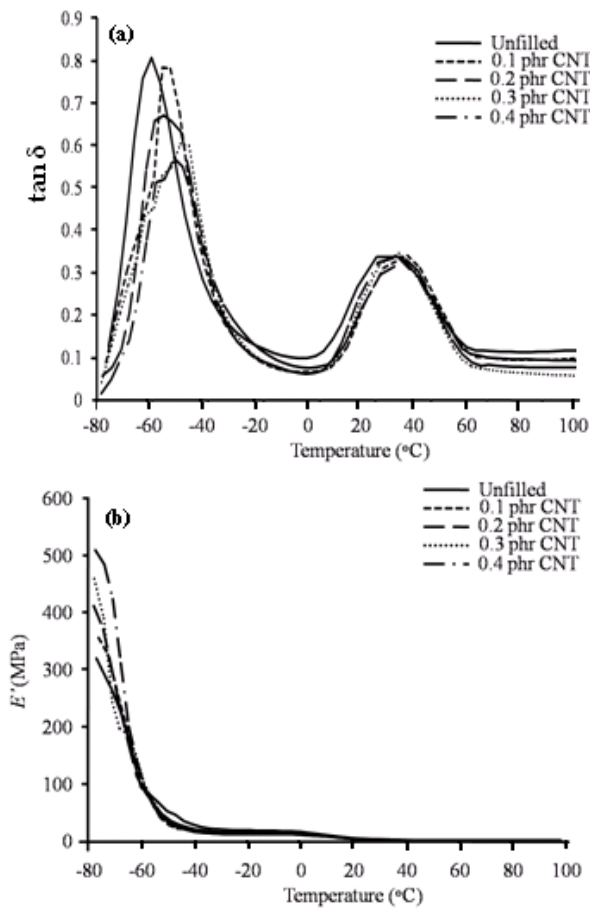 (a)
Unfilled
0.1 phr CNT
0.2 phr CNT
0.3 phr CNT
0.4 phr CNT
tan δ
0.9
0.8
0.7
0.6
0.5
0.4
0.3
0.2
0.1
0
-80 -60 -40 -20 0 20 40 60 80 100
Temperature (°C)
(b)
Unfilled
0.1 phr CNT
0.2 phr CNT
0.3 phr CNT
0.4 phr CNT
E' (MPa)
600
500
400
300
200
100
0
-80 -60 -40 -20 0 20 40 60 80 100
Temperature (°C)